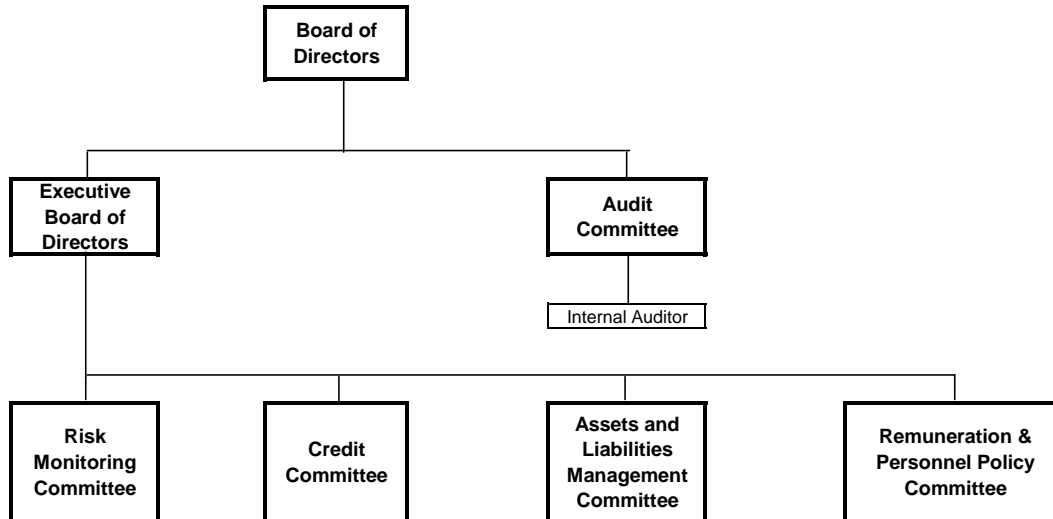 Board of
Directors
Executive
Board of
Directors
Audit
Committee
Internal Auditor
Risk
Monitoring
Committee
Credit
Committee
Assets and
Liabilities
Management
Committee
Remuneration &
Personnel Policy
Committee